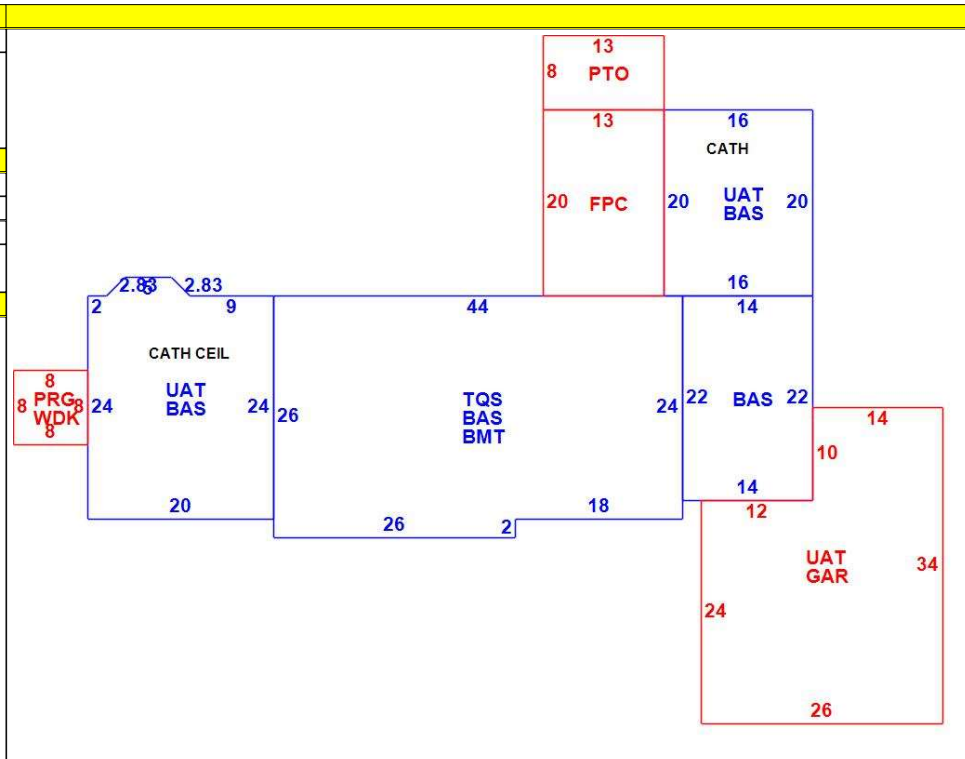 13
8 PTO
13
16
CATH
20 FPC
20 UAT 20
BAS
16
2.83 5 2.83
2 9 44 14
CATH CEIL
8
8 PRG 8
WDK
8
24 UAT 24
BAS
26 TQS 24
BAS
BMT
22 BAS 22
14
10
14
12
20
26 2 18
UAT
GAR
34
24
26